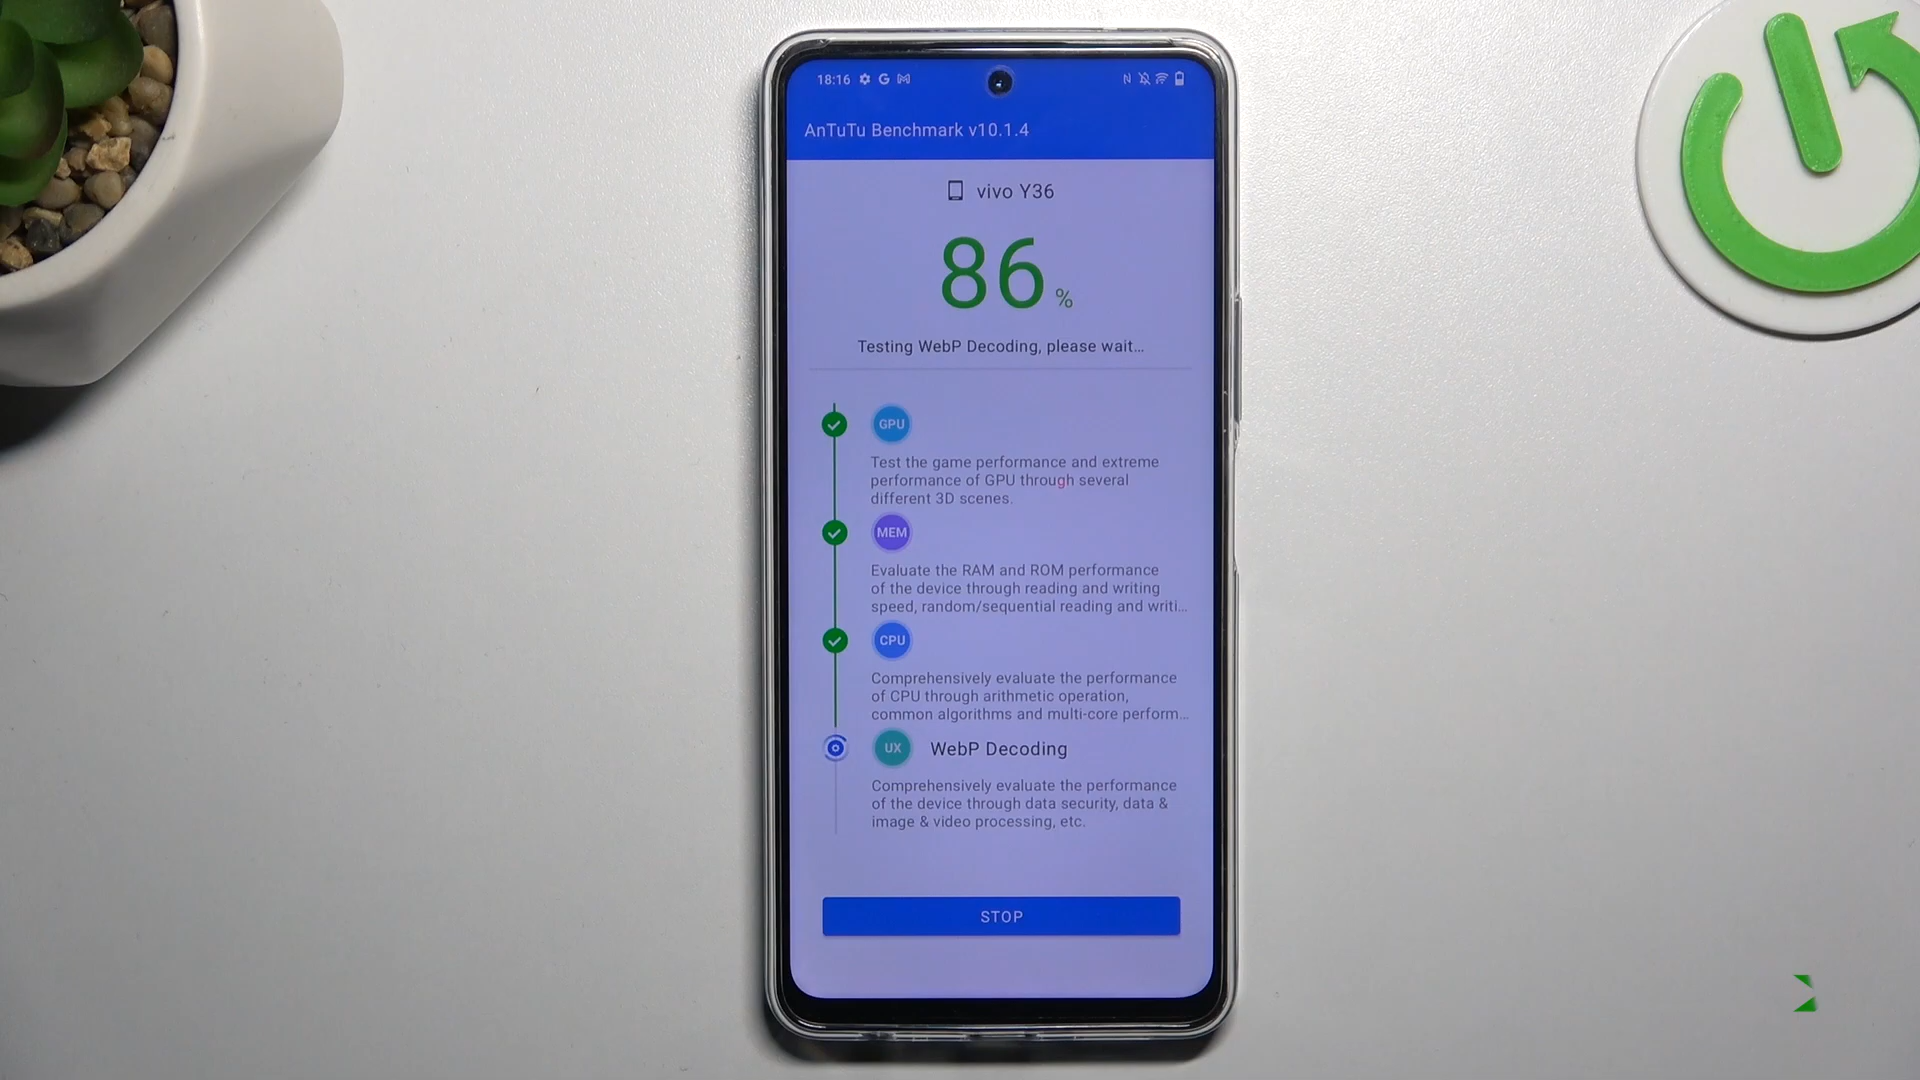 18:16
AnTuTu Benchmark v10.1.4
vivo Y36
86 %
Testing WebP Decoding, please wait...
GPU
Test the game performance and extreme
performance of GPU through several
different 3D scenes.
MEM
Evaluate the RAM and ROM performance
of the device through reading and writing
speed, random/sequential reading and writi...
CPU
Comprehensively evaluate the performance
of CPU through arithmetic operation,
common algorithms and multi-core perform...
UX WebP Decoding
Comprehensively evaluate the performance
of the device through data security, data &
image & video processing, etc.
STOP